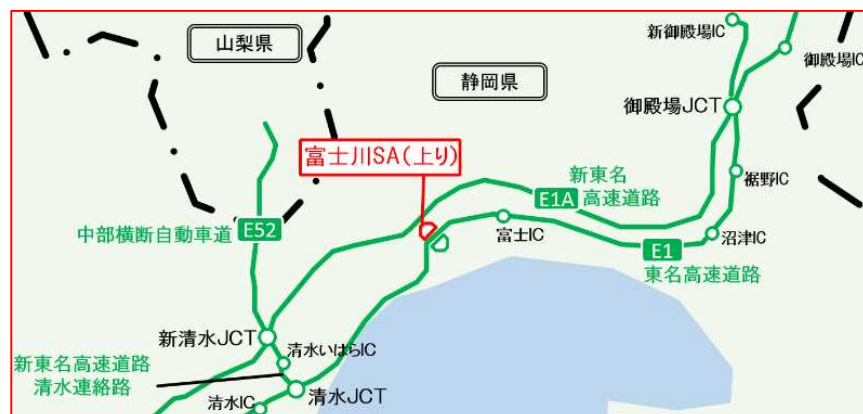 山梨県
静岡県
新御殿場IC
御殿場IC
御殿場JCT
富士川SA(上り)
新東名
高速道路
E1A
裾野IC
中部横断自動車道
E52
富士IC
沼津IC
E1
東名高速道路
新清水JCT
清水いはらIC
新東名高速道路
清水連絡路
清水JCT
清水IC